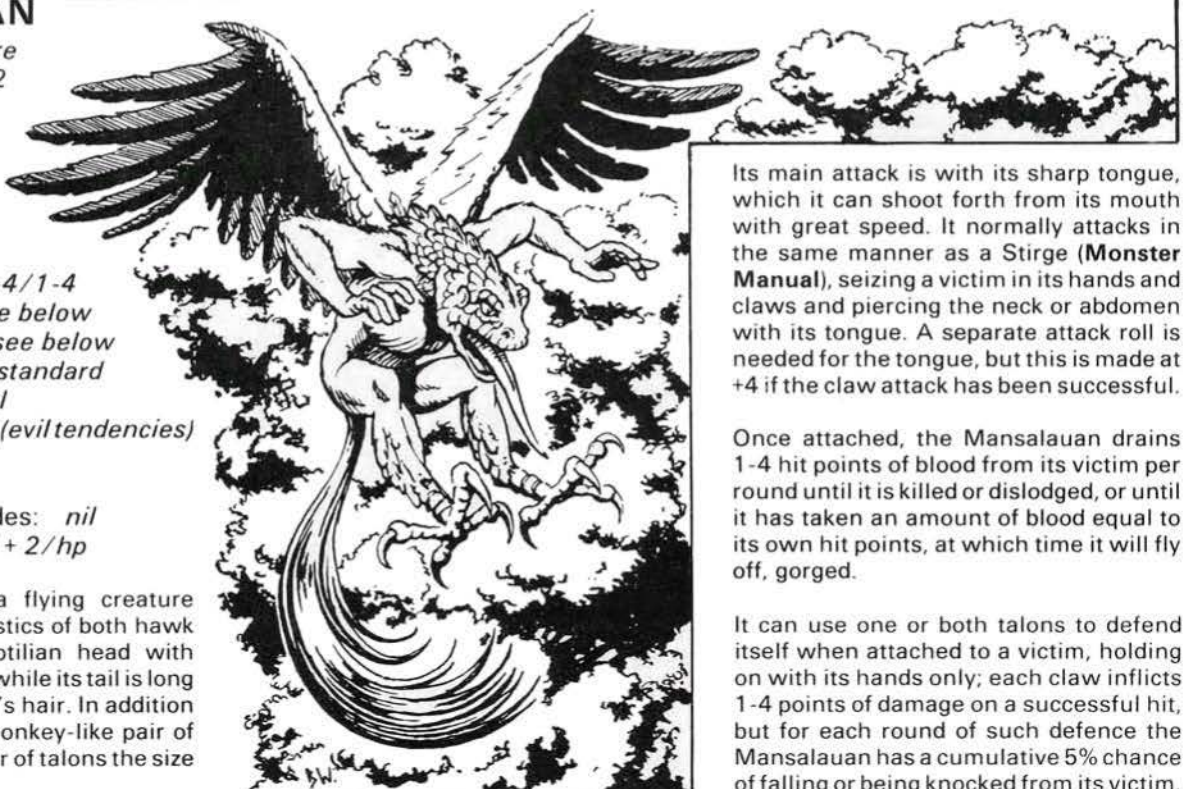 AN
2
4/1-4
e below
see below
standard
(evil tendencies)
des: nil
+ 2/hp
a flying creature
stics of both hawk
otilian head with
while its tail is long
's hair. In addition
onkey-like pair of
r of talons the size
B.W.
Its main attack is with its sharp tongue,
which it can shoot forth from its mouth
with great speed. It normally attacks in
the same manner as a Stirge (Monster
Manual), seizing a victim in its hands and
claws and piercing the neck or abdomen
with its tongue. A separate attack roll is
needed for the tongue, but this is made at
+4 if the claw attack has been successful.
Once attached, the Mansalauan drains
1-4 hit points of blood from its victim per
round until it is killed or dislodged, or until
it has taken an amount of blood equal to
its own hit points, at which time it will fly
off, gorged.
It can use one or both talons to defend
itself when attached to a victim, holding
on with its hands only; each claw inflicts
1-4 points of damage on a successful hit,
but for each round of such defence the
Mansalauan has a cumulative 5% chance
of falling or being knocked from its victim.